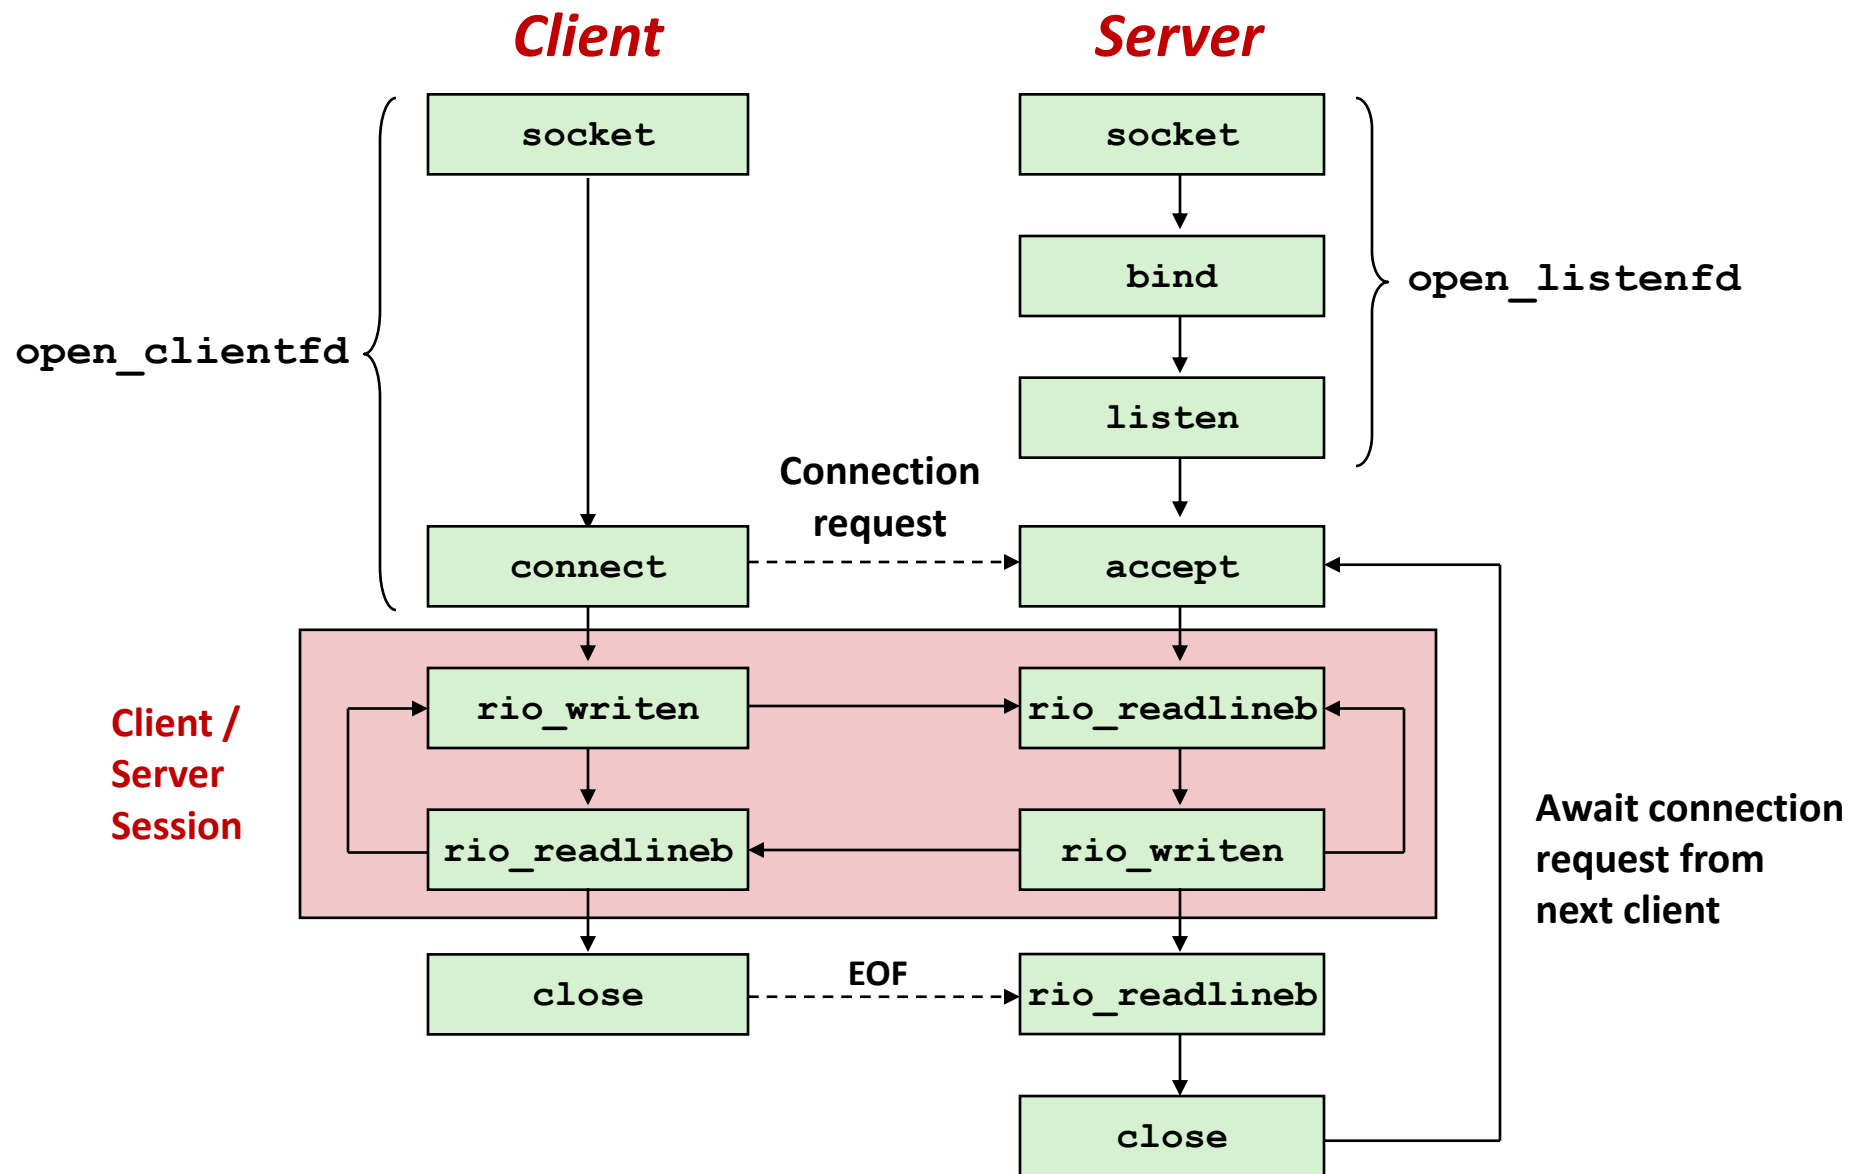 Client
Server
socket
socket
bind
open_listenfd
open_clientfd
listen
Connection
request
connect
accept
Client /
Server
Session
rio_writen
rio_readlineb
rio_readlineb
rio_writen
Await connection
request from
next client
close
EOF
rio_readlineb
close